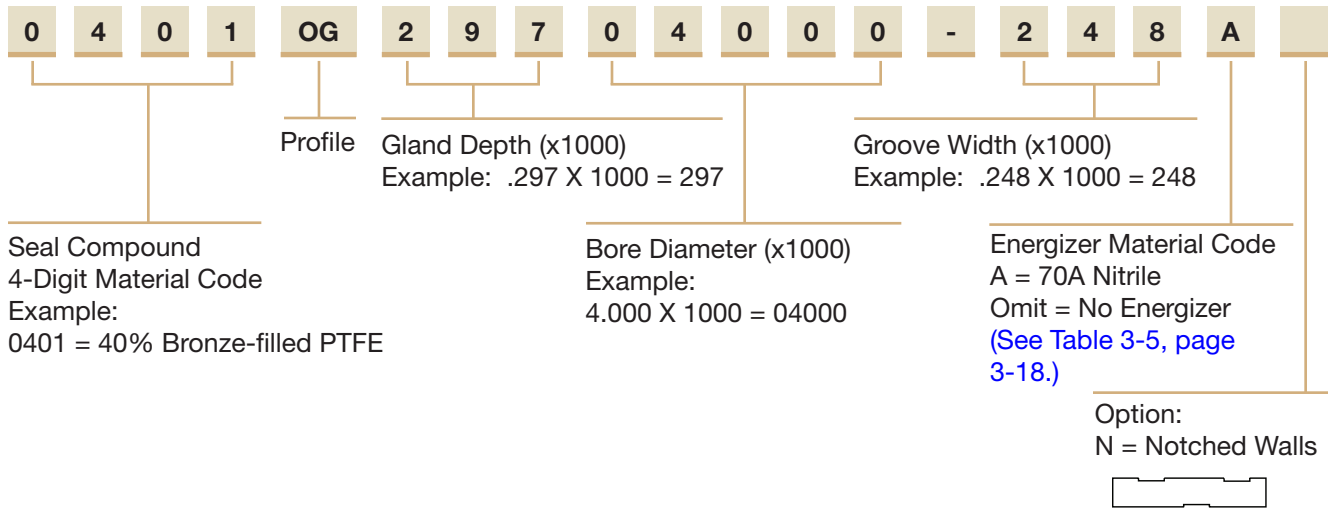 0 4 0 1 OG 2 9 7 0 4 0 0 0 - 2 4 8 A
Profile
Gland Depth (x1000)
Example: .297 X 1000 = 297
Groove Width (x1000)
Example: .248 X 1000 = 248
Seal Compound
4-Digit Material Code
Example:
0401 = 40% Bronze-filled PTFE
Bore Diameter (x1000)
Example:
4.000 X 1000 = 04000
Energizer Material Code
A = 70A Nitrile
Omit = No Energizer
(See Table 3-5, page
3-18.)
Option:
N = Notched Walls